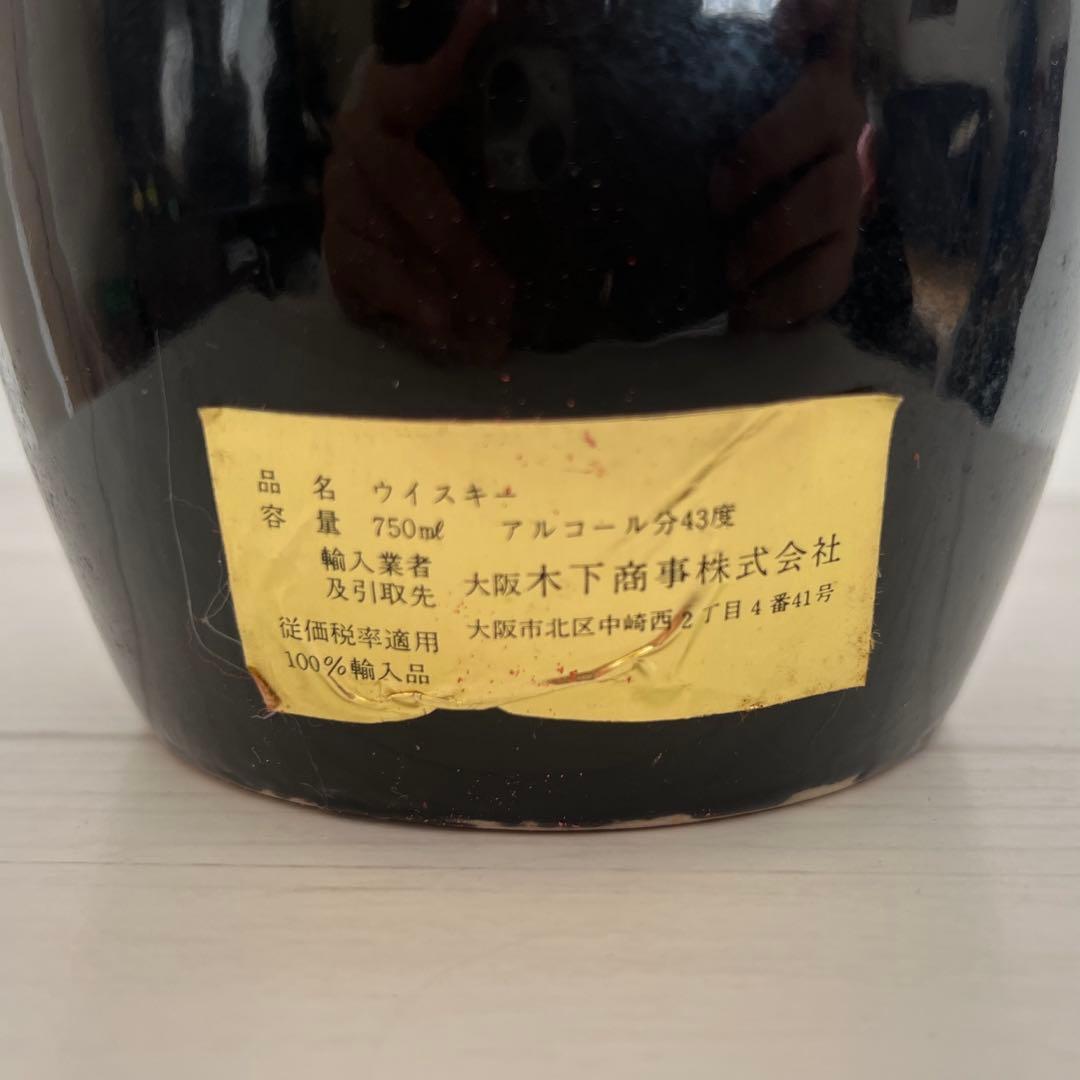 品名 ウイスキー
容量 750㎖ アルコール分43度
輸入業者
及引取先 大阪木下商事株式会社
大阪市北区中崎西2丁目4番41号
従価税率適用
100%輸入品